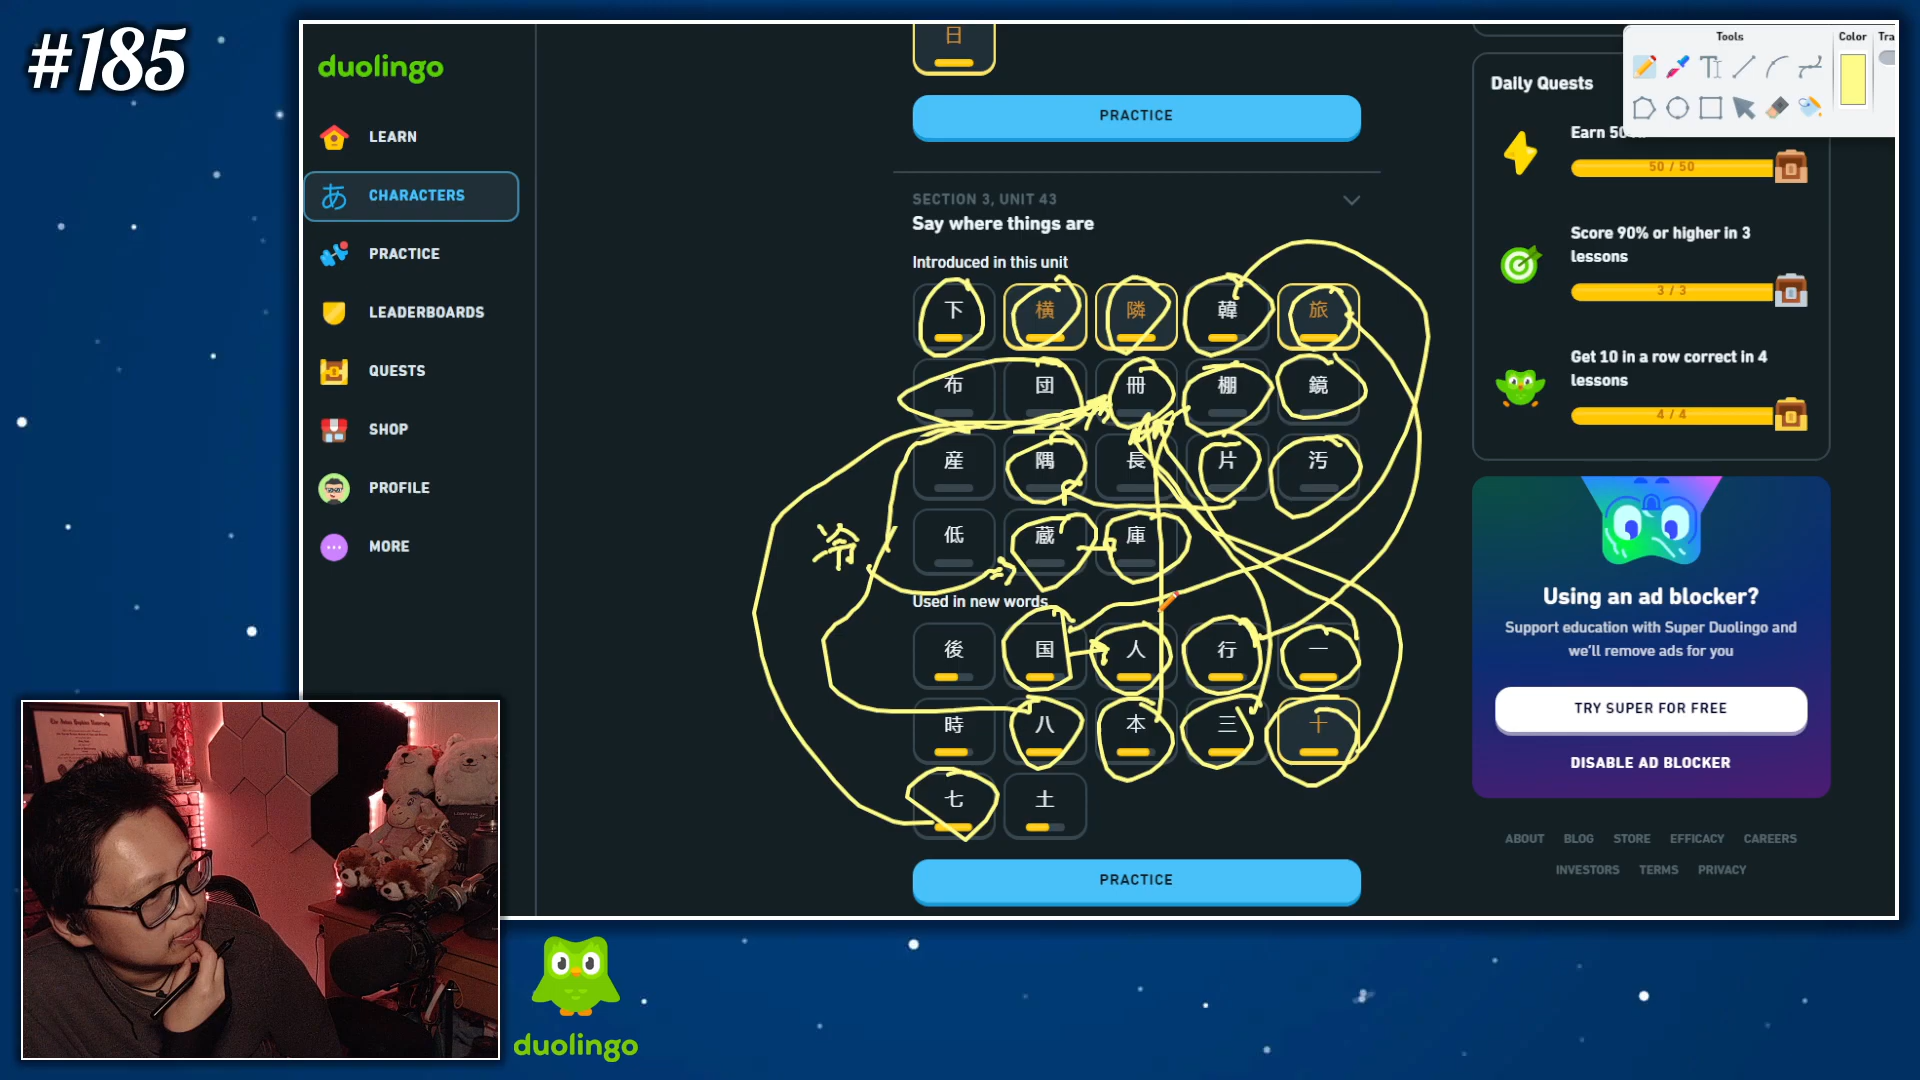 #185
duolingo
LEARN
CHARACTERS
PRACTICE
LEADERBOARDS
QUESTS
SHOP
PROFILE
MORE
日
PRACTICE
SECTION 3, UNIT 43
Say where things are
Introduced in this unit
下 横 隣 韓 旅
布 団 冊 棚 鏡
産 隅 長 片 汚
冷
低 蔵 庫
Used in new words
後 国 人 行 一
時 八 本 三 十
七 土
PRACTICE
Tools
Color
Tra
Daily Quests
Earn 50
50 / 50
Score 90% or higher in 3
lessons
3 / 3
Get 10 in a row correct in 4
lessons
4 / 4
Using an ad blocker?
Support education with Super Duolingo and
we'll remove ads for you
TRY SUPER FOR FREE
DISABLE AD BLOCKER
ABOUT BLOG STORE EFFICACY CAREERS
INVESTORS TERMS PRIVACY
duolingo